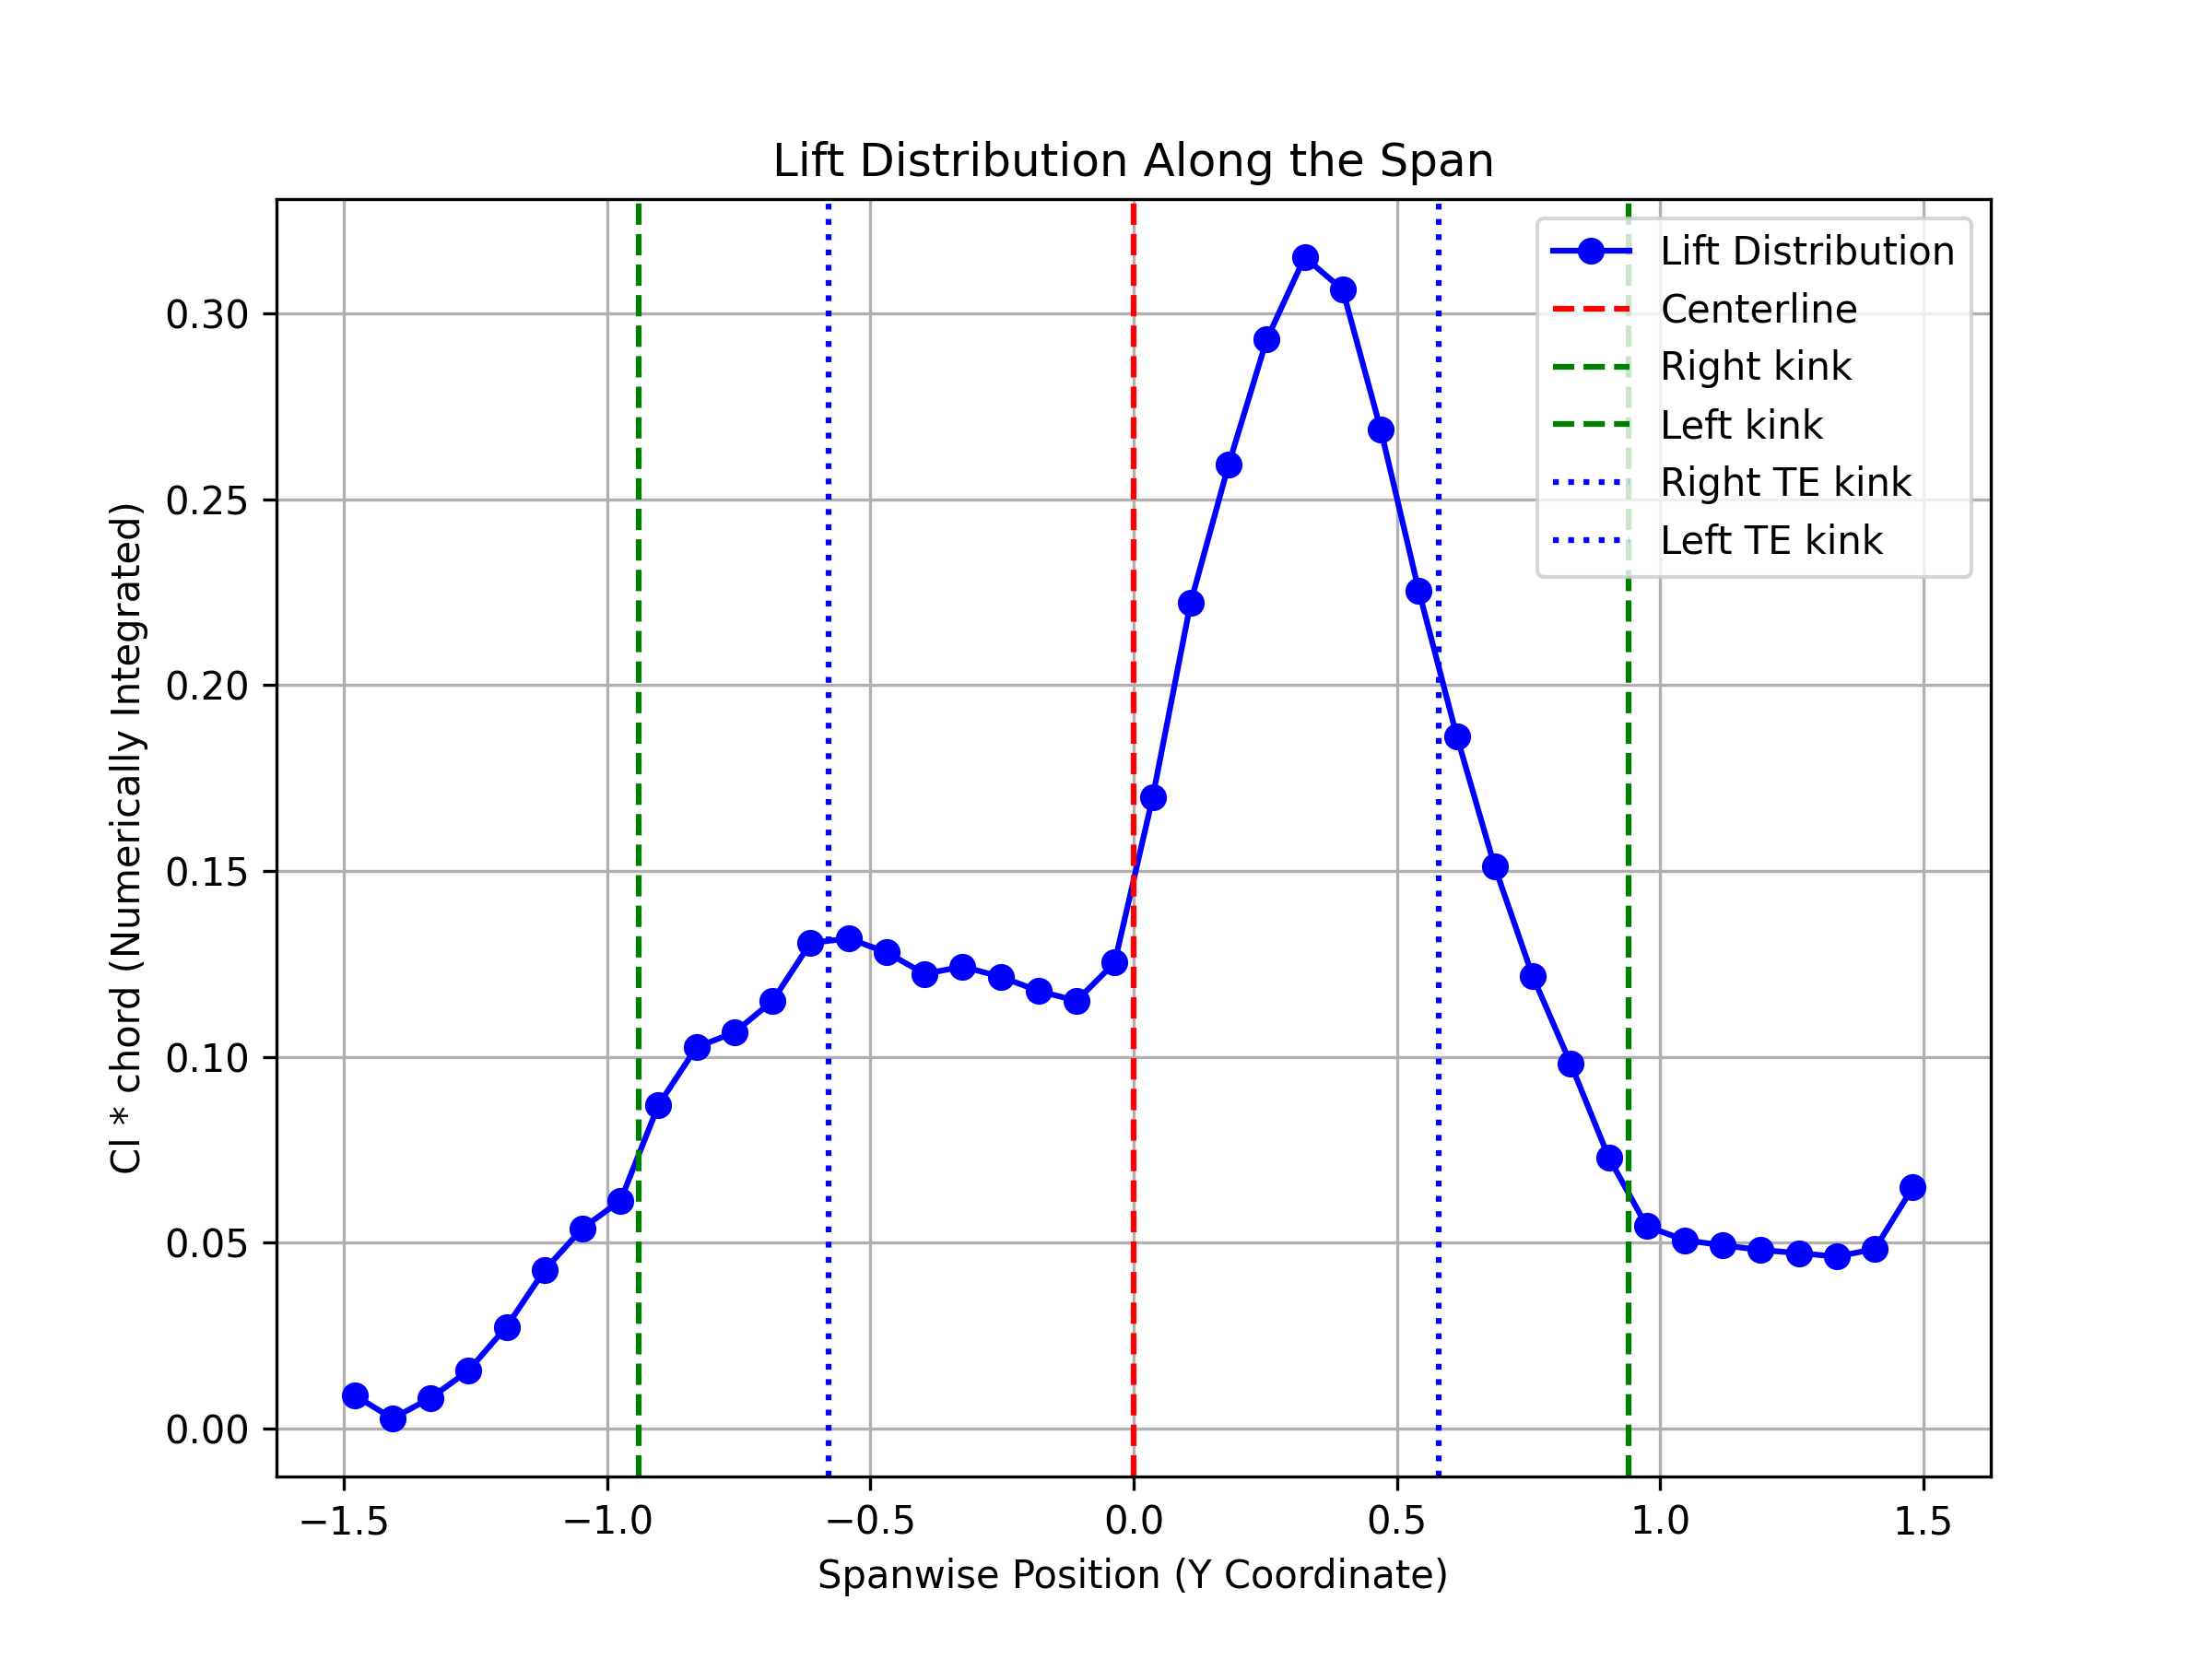 Lift Distribution Along the Span
Cl * chord (Numerically Integrated)
0.30
0.25
0.20
0.15
0.10
0.05
0.00
−1.5 −1.0 −0.5 0.0 0.5 1.0 1.5
Spanwise Position (Y Coordinate)
Lift Distribution
Centerline
Right kink
Left kink
Right TE kink
Left TE kink